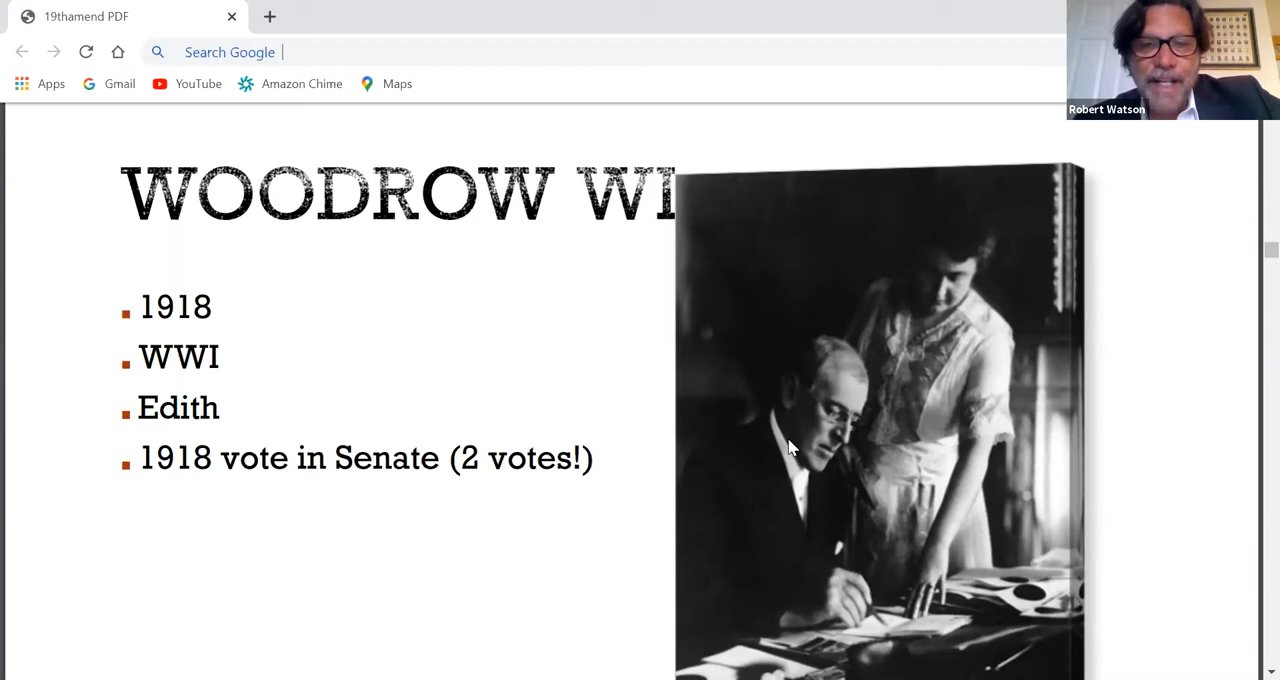 19thamend PDF
Search Google
Apps Gmail YouTube Amazon Chime Maps
Robert Watson
WOODROW WI
1918
WWI
Edith
1918 vote in Senate (2 votes!)